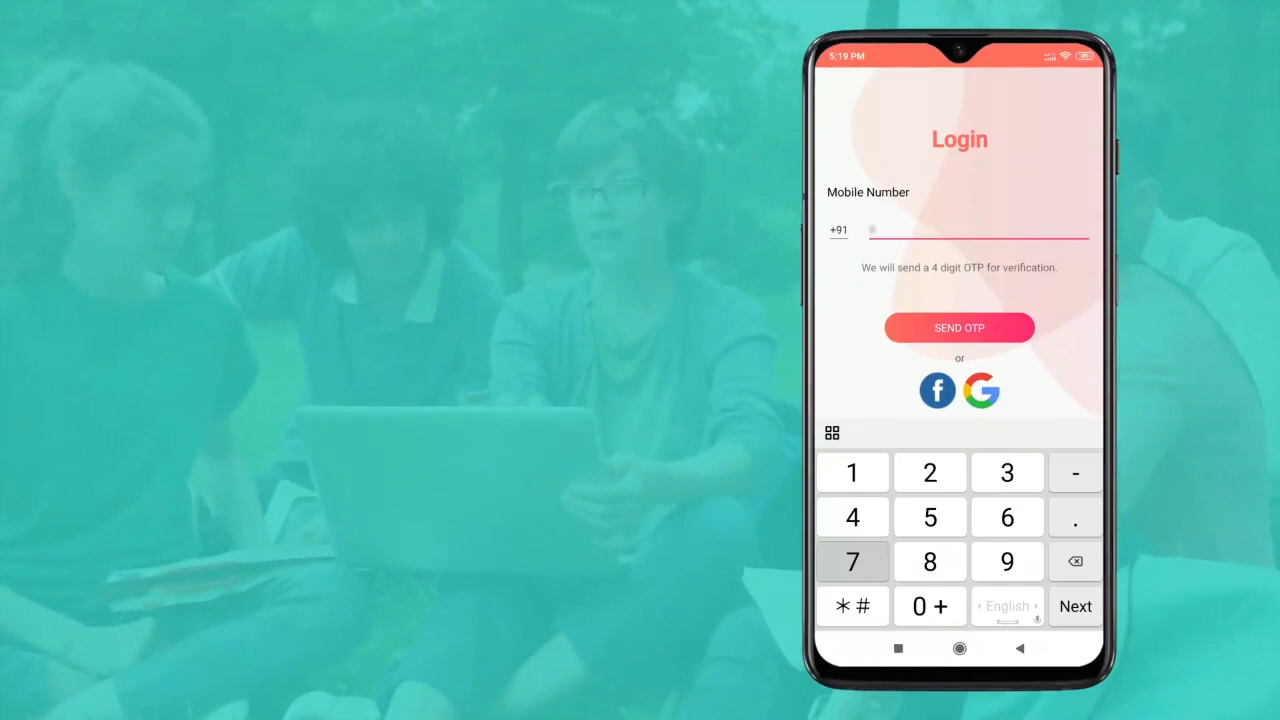 5:19 PM
Login
Mobile Number
+91
We will send a 4 digit OTP for verification.
SEND OTP
or
f G
1 2 3 -
4 5 6 .
7 8 9
*# 0 + English Next